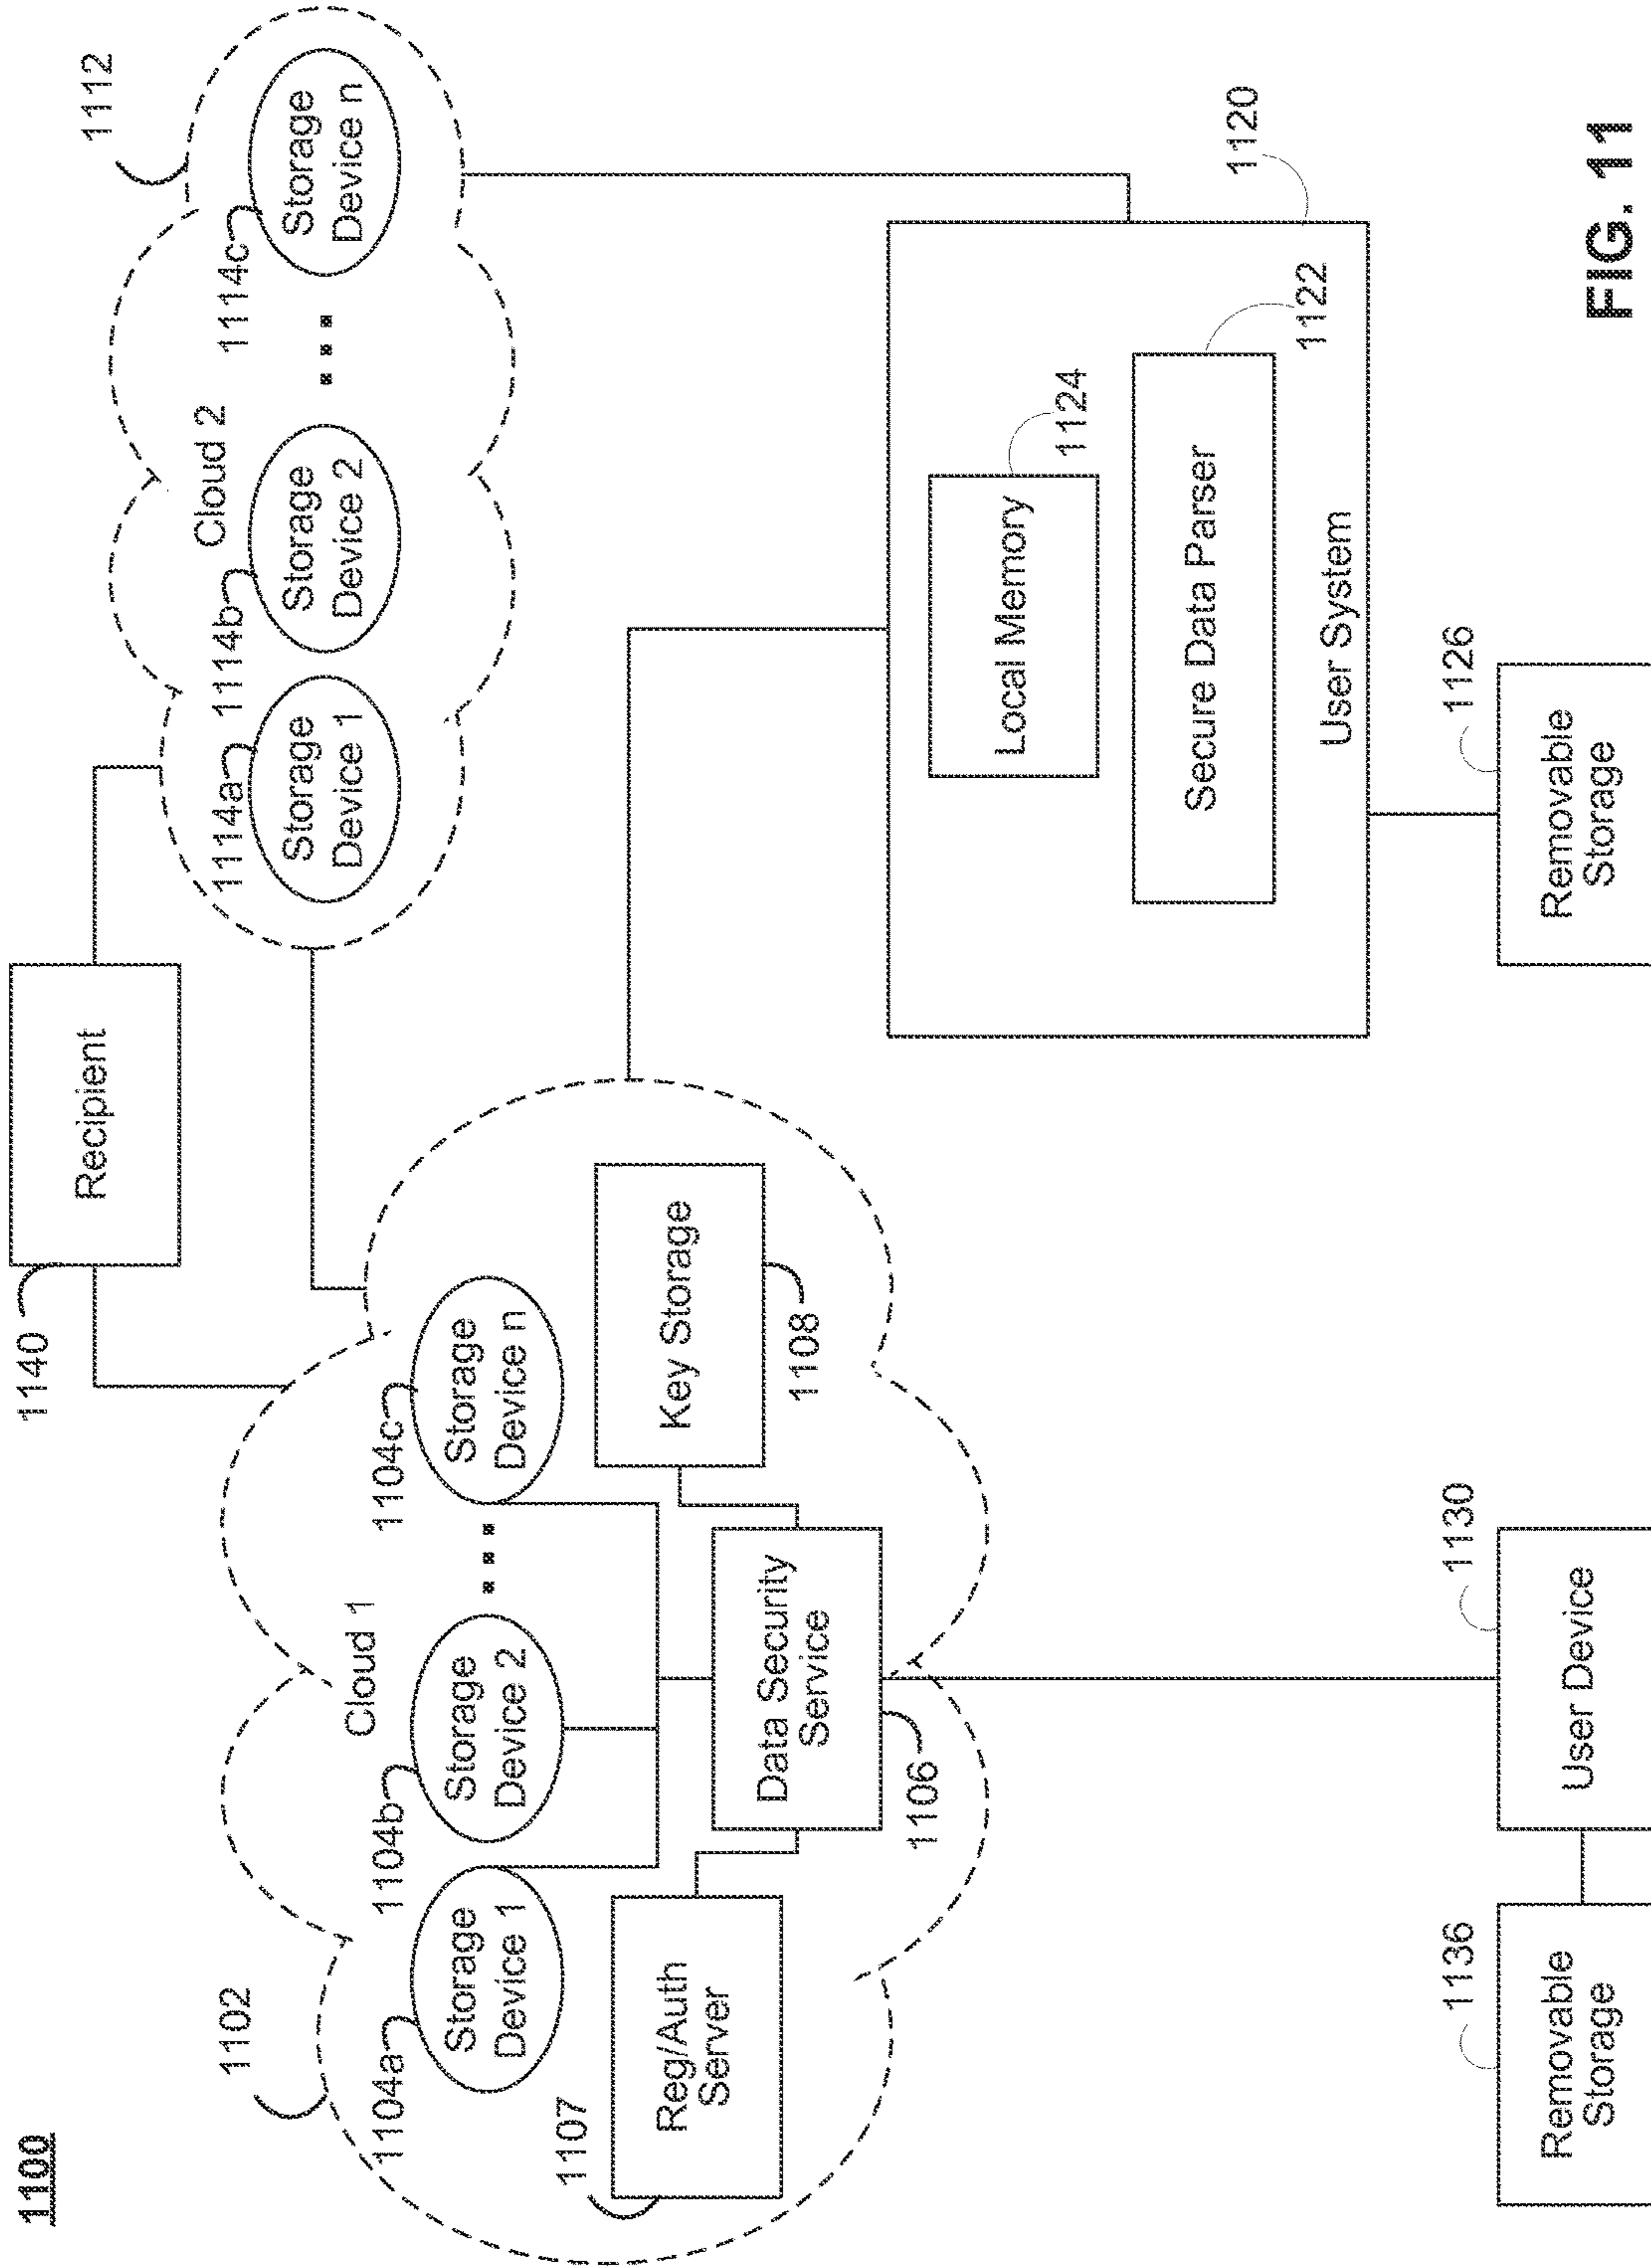 1100
1140
Recipient
1112
1102
Cloud 1
Cloud 2
1104a
1104b
1104c
1114a
1114b
1114c
Storage
Device 1
Storage
Device 2
Storage
Device n
Storage
Device 1
Storage
Device 2
Storage
Device n
1107
Reg/Auth
Server
Data Security
Service
1106
Key Storage
1108
Local Memory
1124
Secure Data Parser
1122
User System
1120
1136
Removable
Storage
1130
User Device
1126
Removable
Storage
FIG. 11